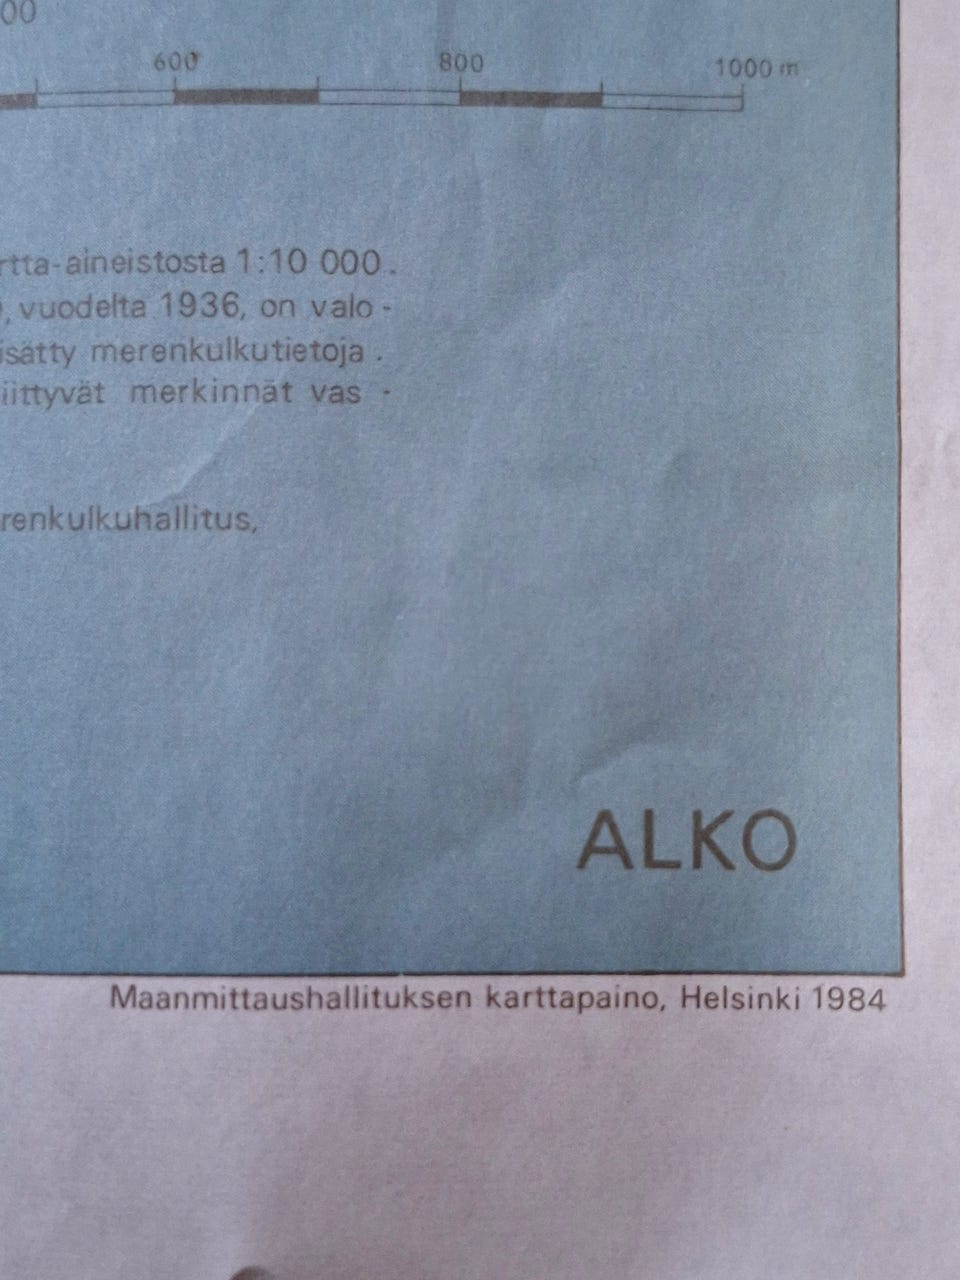 00
600 800 1000 m
rtta-aineistosta 1:10 000.
, vuodelta 1936, on valo-
isätty merenkulkutietoja.
iittyvät merkinnät vas-
renkulkuhallitus,
ALKO
Maanmittaushallituksen karttapaino, Helsinki 1984